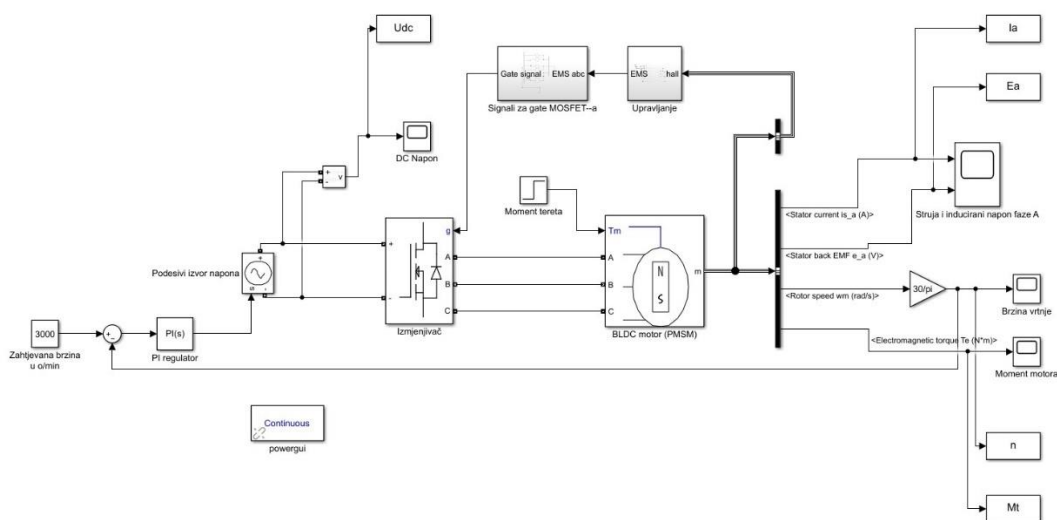 Udc
Ia
Gate signal
EMS abc
EMS
hall
Signali za gate MOSFET--a
Upravljanje
Ea
DC Napon
+
-
v
Moment tereta
Struja i inducirani napon faze A
<Stator current is_a (A)>
g
Tm
+
A
A
N
<Stator back EMF e_a (V)>
Podesivi izvor napona
+
s
-
B
B
m
S
<Rotor speed wm (rad/s)>
30/pi
-
C
C
Brzina vrtnje
Izmjenjivač
BLDC motor (PMSM)
3000
+
-
PI(s)
Zahtjevana brzina
u o/min
PI regulator
<Electromagnetic torque Te (N*m)>
Moment motora
Continuous
powergui
n
Mt